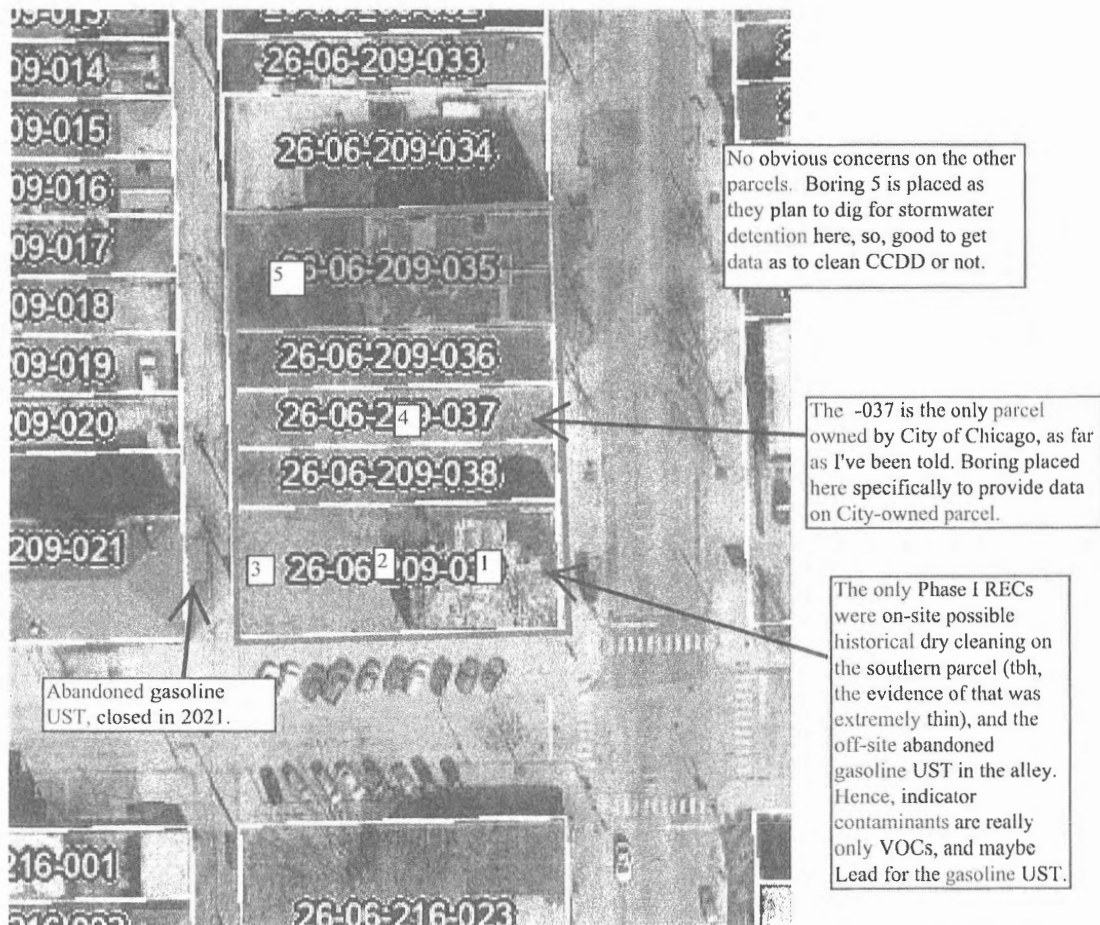 26-06-209-033
09-014
09-015
26-06-209-034
09-016
No obvious concerns on the other
parcels. Boring 5 is placed as
they plan to dig for stormwater
detention here, so, good to get
data as to clean CCDD or not.
09-017
5
6-06-209-035
09-018
09-019
26-06-209-036
09-020
26-06-2
4
-037
The -037 is the only parcel
owned by City of Chicago, as far
as I've been told. Boring placed
here specifically to provide data
on City-owned parcel.
26-06-209-038
209-021
3
26-06
2
209-03
1
The only Phase I RECs
were on-site possible
historical dry cleaning on
the southern parcel (tbh,
the evidence of that was
extremely thin), and the
off-site abandoned
gasoline UST in the alley.
Hence, indicator
contaminants are really
only VOCs, and maybe
Lead for the gasoline UST.
Abandoned gasoline
UST, closed in 2021.
216-001
26-06-216-023